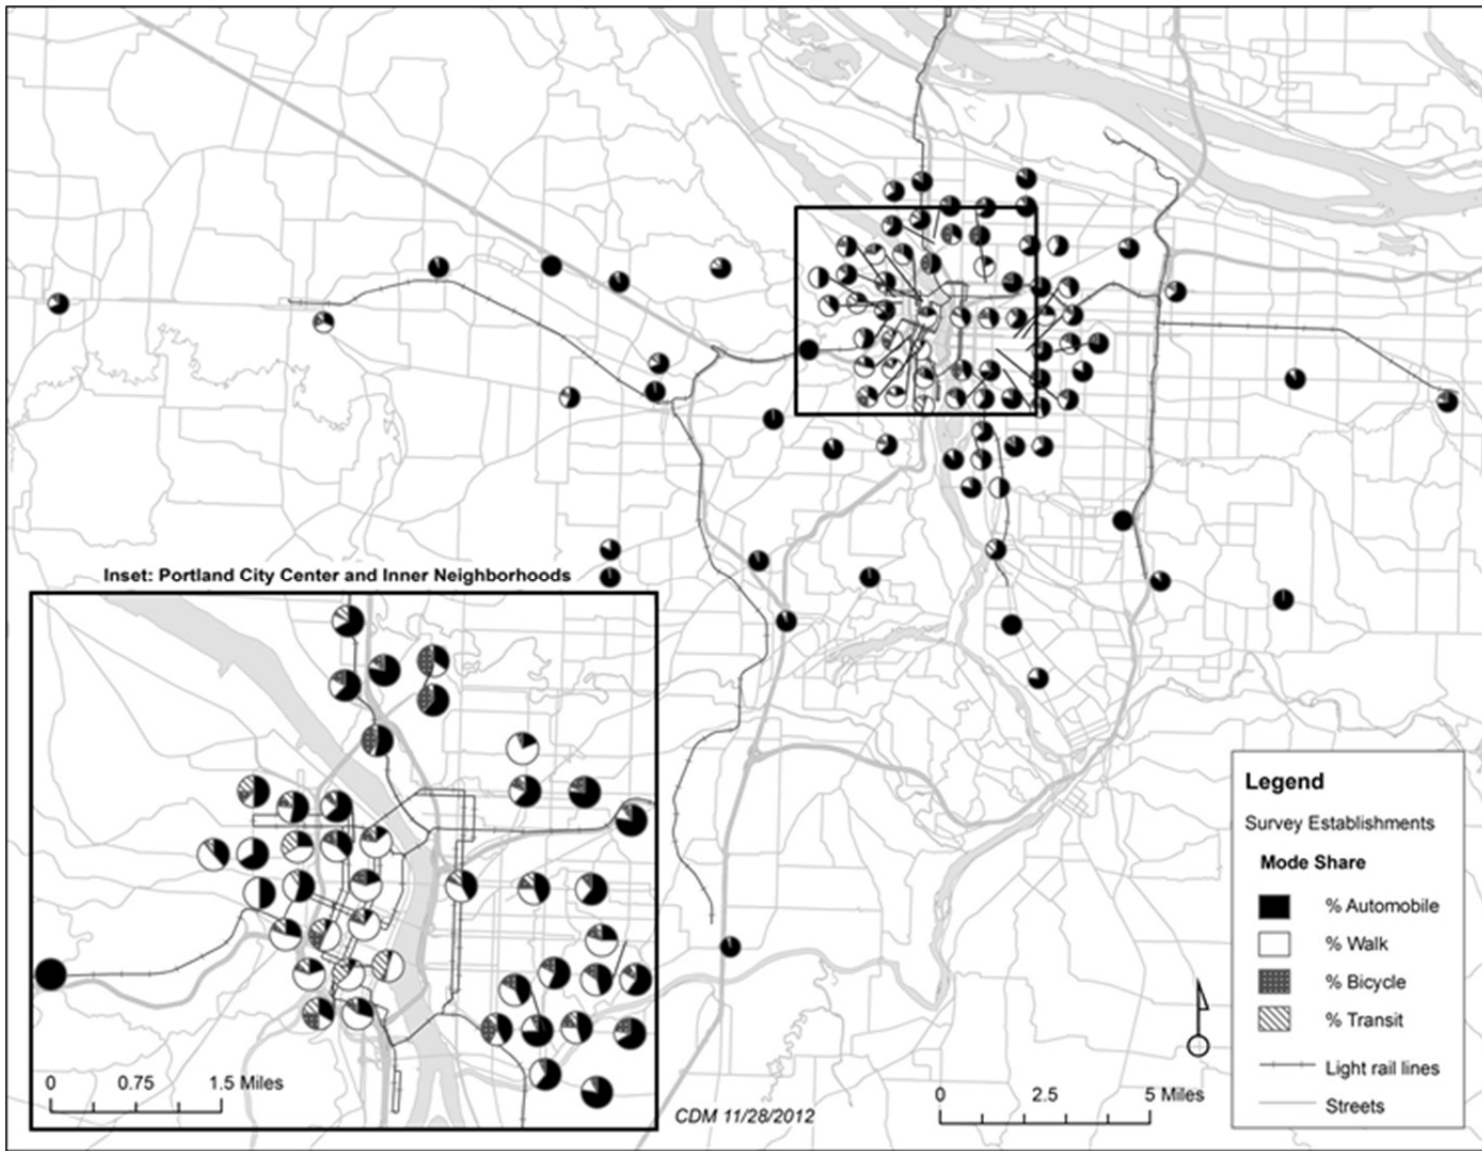 Inset: Portland City Center and Inner Neighborhoods
0 0.75 1.5 Miles
CDM 11/28/2012
0 2.5 5 Miles
Legend
Survey Establishments
Mode Share
% Automobile
% Walk
% Bicycle
% Transit
Light rail lines
Streets